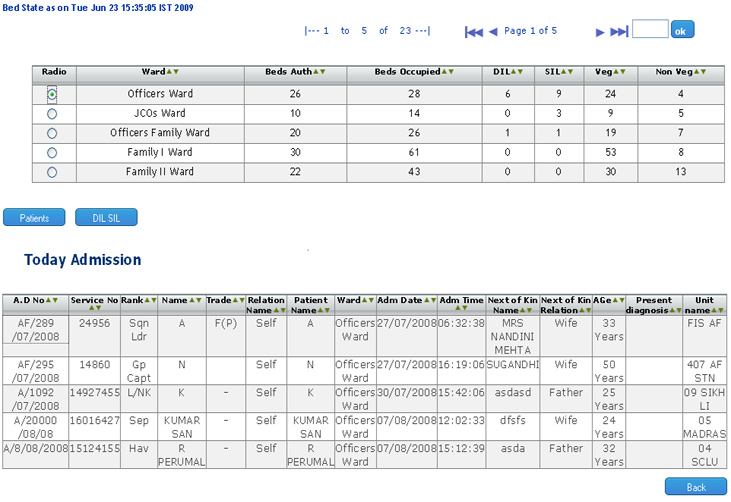 Bed State as on Tue Jun 23 15:35:05 IST 2009
|--- 1 to 5 of 23 ---| Page 1 of 5 ok
Radio Ward Beds Auth Beds Occupied DIL SIL Veg Non Veg
Officers Ward 26 28 6 9 24 4
JCOs Ward 10 14 0 3 9 5
Officers Family Ward 20 26 1 1 19 7
Family I Ward 30 61 0 0 53 8
Family II Ward 22 43 0 0 30 13
Patients DIL SIL
Today Admission
A.D No Service No Rank Name Trade Relation Name Patient Name Ward Adm Date Adm Time Next of Kin Name Next of Kin Relation AGe Present diagnosis Unit name
AF/289 24956 Sqn A F(P) Self A Officers 27/07/2008 06:32:38 MRS Wife 33 FIS AF
/07/2008 Ldr Ward NANDINI Years
MEHTA
AF/295 14860 Gp N Self N Officers 27/07/2008 16:19:06 SUGANDHI Wife 50 407 AF
/07/2008 Capt Ward Years STN
A/1092 14927455 L/NK K - Self K Officers 30/07/2008 15:42:06 asdasd Father 25 09 SIKH
/07/2008 Ward Years LI
A/20000 16016427 Sep KUMAR - Self KUMAR Officers 07/08/2008 12:02:33 dfsfs Wife 24 05
/08/08 SAN SAN Ward Years MADRAS
A/8/08/2008 15124155 Hav R - Self R Officers 07/08/2008 15:12:39 asda Father 32 04
PERUMAL PERUMAL Ward Years SCLU
Back